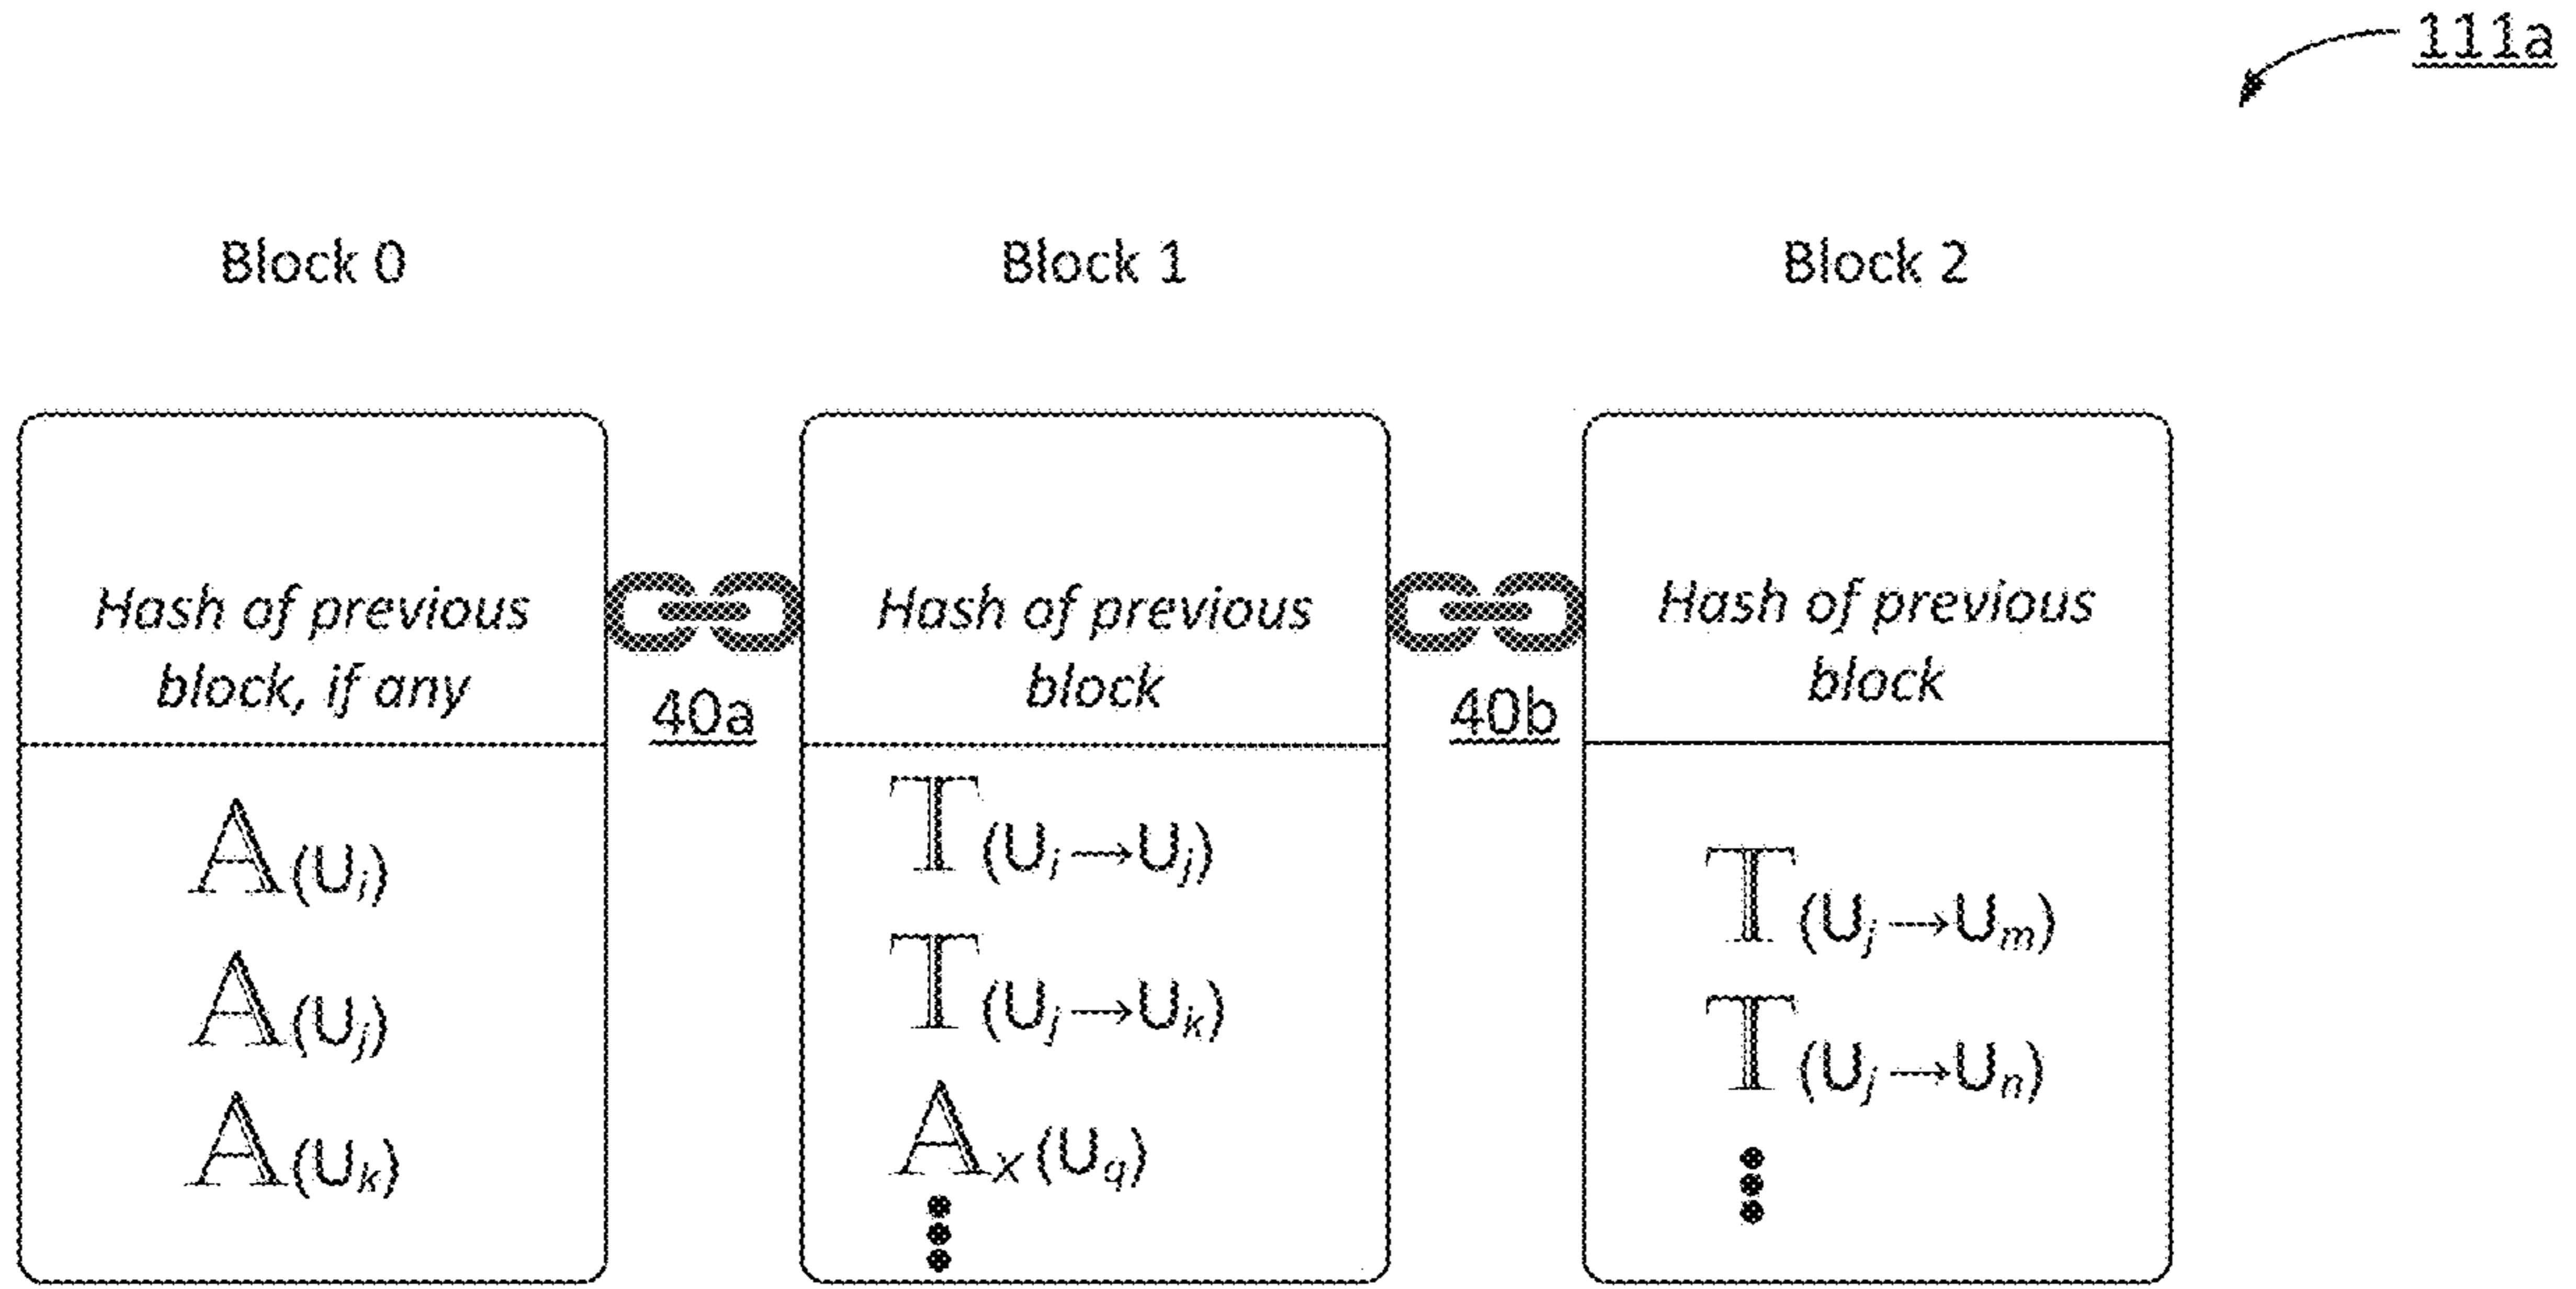 111a
Block 0
Block 1
Block 2
Hash of previous
block, if any
𝔸(Uᵢ)
𝔸(Uⱼ)
𝔸(Uₖ)
40a
Hash of previous
block
𝕋(Uᵢ→Uⱼ)
𝕋(Uⱼ→Uₖ)
𝔸ₓ(U_q)
40b
Hash of previous
block
𝕋(Uⱼ→Uₘ)
𝕋(Uⱼ→Uₙ)